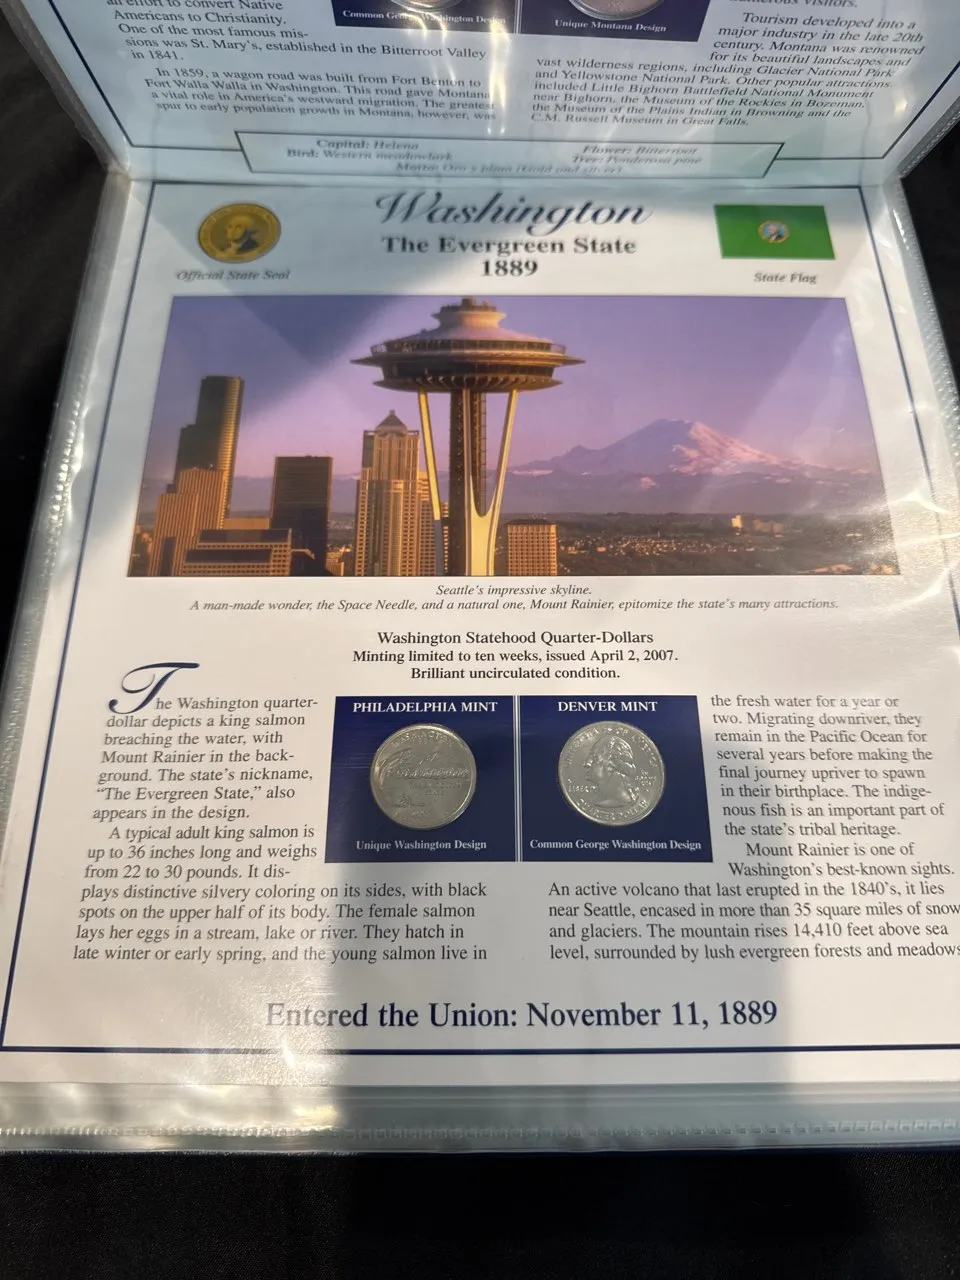 an effort to convert Native
Americans to Christianity.
One of the most famous mis-
sions was St. Mary's, established in the Bitterroot Valley
in 1841.
In 1859, a wagon road was built from Fort Benton to
Fort Walla Walla in Washington. This road gave Montana
a vital role in America's westward migration. The greatest
spur to early population growth in Montana, however, was
Common George Washington Design
Unique Montana Design
numerous visitors.
Tourism developed into a
major industry in the late 20th
century. Montana was renowned
for its beautiful landscapes and
vast wilderness regions, including Glacier National Park
and Yellowstone National Park. Other popular attractions
included Little Bighorn Battlefield National Monument
near Bighorn, the Museum of the Rockies in Bozeman,
the Museum of the Plains Indian in Browning and the
C.M. Russell Museum in Great Falls.
Capital: Helena
Flower: Bitterroot
Bird: Western meadowlark
Tree: Ponderosa pine
Motto: Oro y plata (Gold and silver)
Washington
The Evergreen State
1889
Official State Seal
State Flag
Seattle's impressive skyline.
A man-made wonder, the Space Needle, and a natural one, Mount Rainier, epitomize the state's many attractions.
Washington Statehood Quarter-Dollars
Minting limited to ten weeks, issued April 2, 2007.
Brilliant uncirculated condition.
The Washington quarter-
dollar depicts a king salmon
breaching the water, with
Mount Rainier in the back-
ground. The state's nickname,
"The Evergreen State," also
appears in the design.
A typical adult king salmon is
up to 36 inches long and weighs
from 22 to 30 pounds. It dis-
plays distinctive silvery coloring on its sides, with black
spots on the upper half of its body. The female salmon
lays her eggs in a stream, lake or river. They hatch in
late winter or early spring, and the young salmon live in
PHILADELPHIA MINT
WASHINGTON
Unique Washington Design
DENVER MINT
LIBERTY
QUARTER DOLLAR
Common George Washington Design
the fresh water for a year or
two. Migrating downriver, they
remain in the Pacific Ocean for
several years before making the
final journey upriver to spawn
in their birthplace. The indige-
nous fish is an important part of
the state's tribal heritage.
Mount Rainier is one of
Washington's best-known sights.
An active volcano that last erupted in the 1840's, it lies
near Seattle, encased in more than 35 square miles of snow
and glaciers. The mountain rises 14,410 feet above sea
level, surrounded by lush evergreen forests and meadows
Entered the Union: November 11, 1889